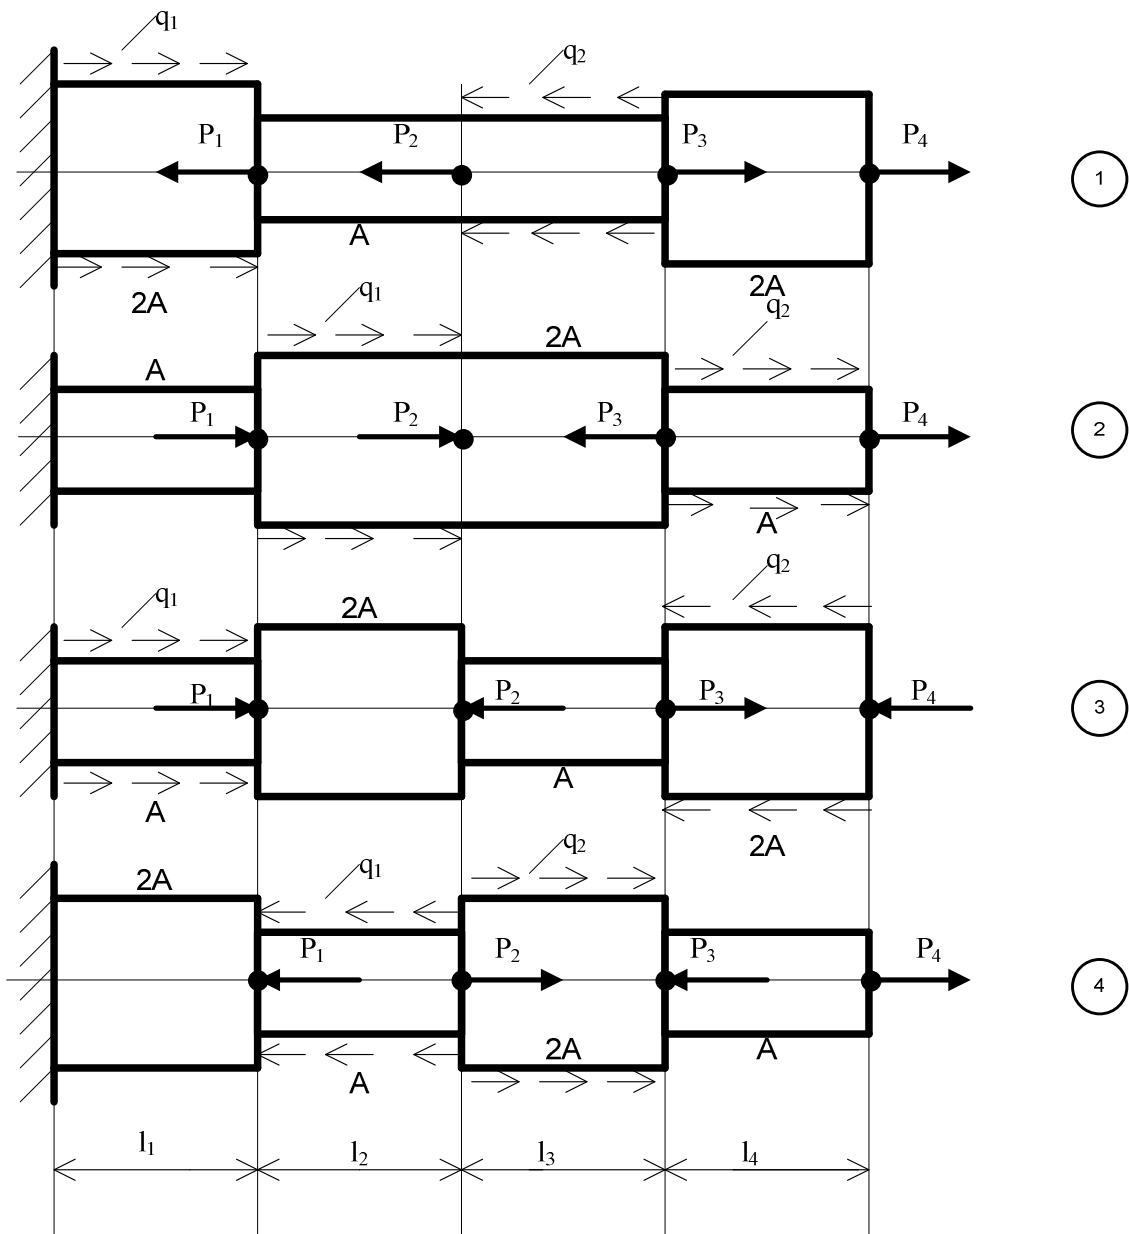 q₁
q₂
P₁ P₂ P₃ P₄
1
A
2A 2A
q₁ q₂
2A
A
P₁ P₂ P₃ P₄
2
A
q₁ q₂
2A
P₁ P₂ P₃ P₄
3
A A
2A
q₁ q₂
2A
P₁ P₂ P₃ P₄
4
A 2A A
l₁ l₂ l₃ l₄